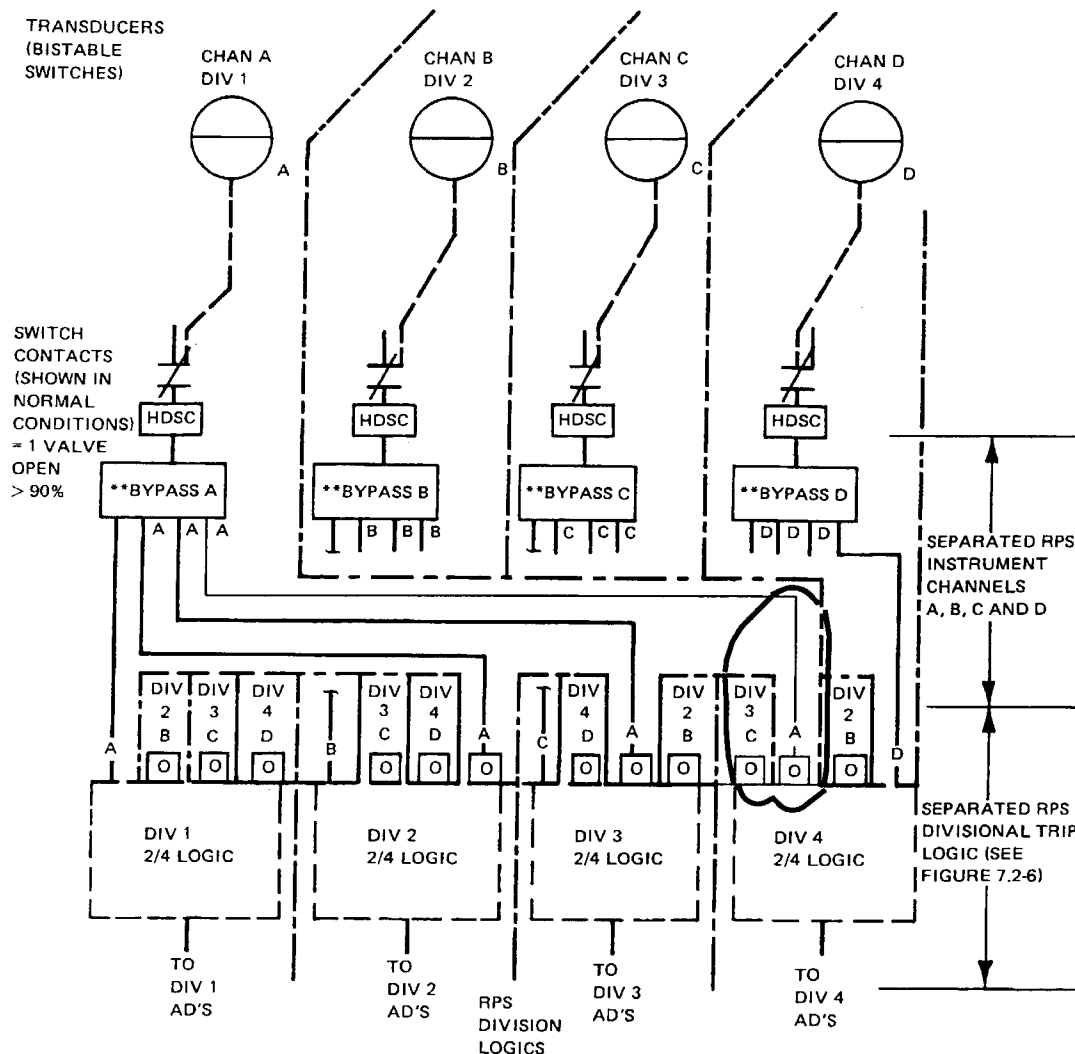 TRANSDUCERS
(BISTABLE
SWITCHES)
CHAN A
DIV 1
CHAN B
DIV 2
CHAN C
DIV 3
CHAN D
DIV 4
A
B
C
D
SWITCH
CONTACTS
(SHOWN IN
NORMAL
CONDITIONS)
= 1 VALVE
OPEN
> 90%
HDSC
HDSC
HDSC
HDSC
**BYPASS A
**BYPASS B
**BYPASS C
**BYPASS D
A A A
B B B
C C C
D D D
SEPARATED RPS
INSTRUMENT
CHANNELS
A, B, C AND D
A
DIV
2
B
O
DIV
3
C
O
DIV
4
D
O
B
DIV
3
C
O
DIV
4
D
O
A
O
C
DIV
4
D
O
A
O
DIV
2
B
O
DIV
3
C
O
A
O
DIV
2
B
O
D
DIV 1
2/4 LOGIC
DIV 2
2/4 LOGIC
DIV 3
2/4 LOGIC
DIV 4
2/4 LOGIC
SEPARATED RPS
DIVISIONAL TRIP
LOGIC (SEE
FIGURE 7.2-6)
TO
DIV 1
AD'S
TO
DIV 2
AD'S
RPS
DIVISION
LOGICS
TO
DIV 3
AD'S
TO
DIV 4
AD'S